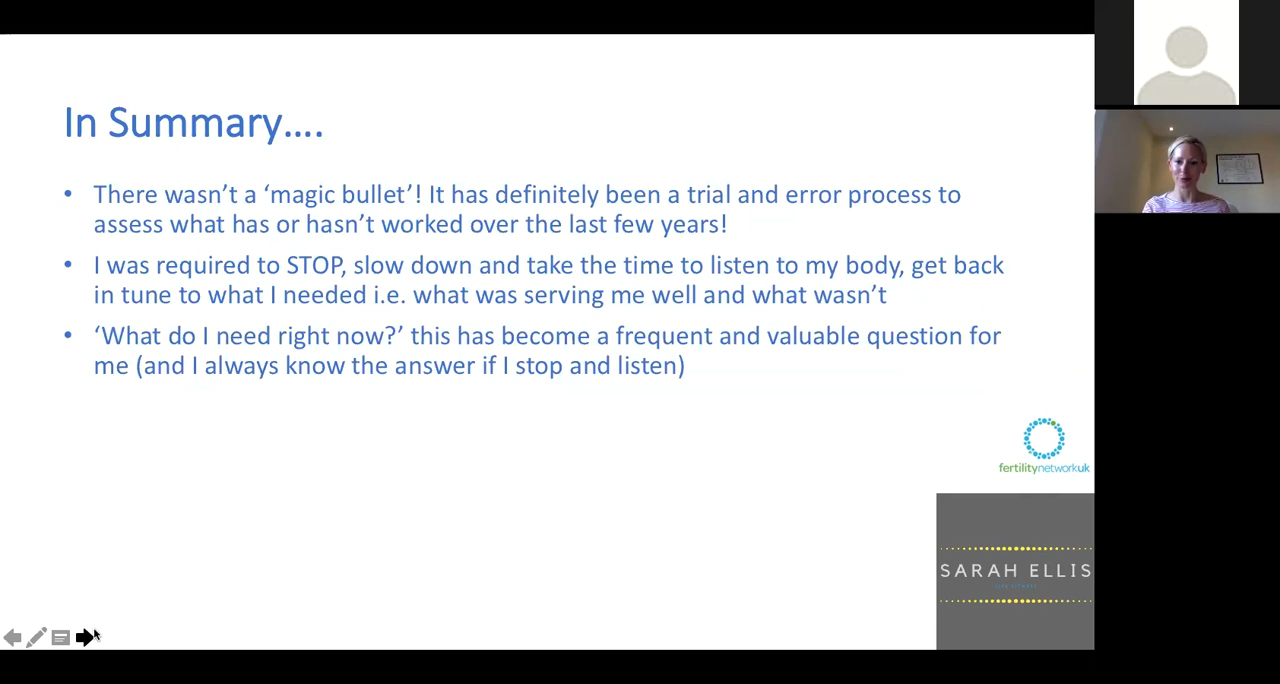 In Summary....
• There wasn't a 'magic bullet'! It has definitely been a trial and error process to
assess what has or hasn't worked over the last few years!
• I was required to STOP, slow down and take the time to listen to my body, get back
in tune to what I needed i.e. what was serving me well and what wasn't
• 'What do I need right now?' this has become a frequent and valuable question for
me (and I always know the answer if I stop and listen)
fertilitynetworkuk
SARAH ELLIS